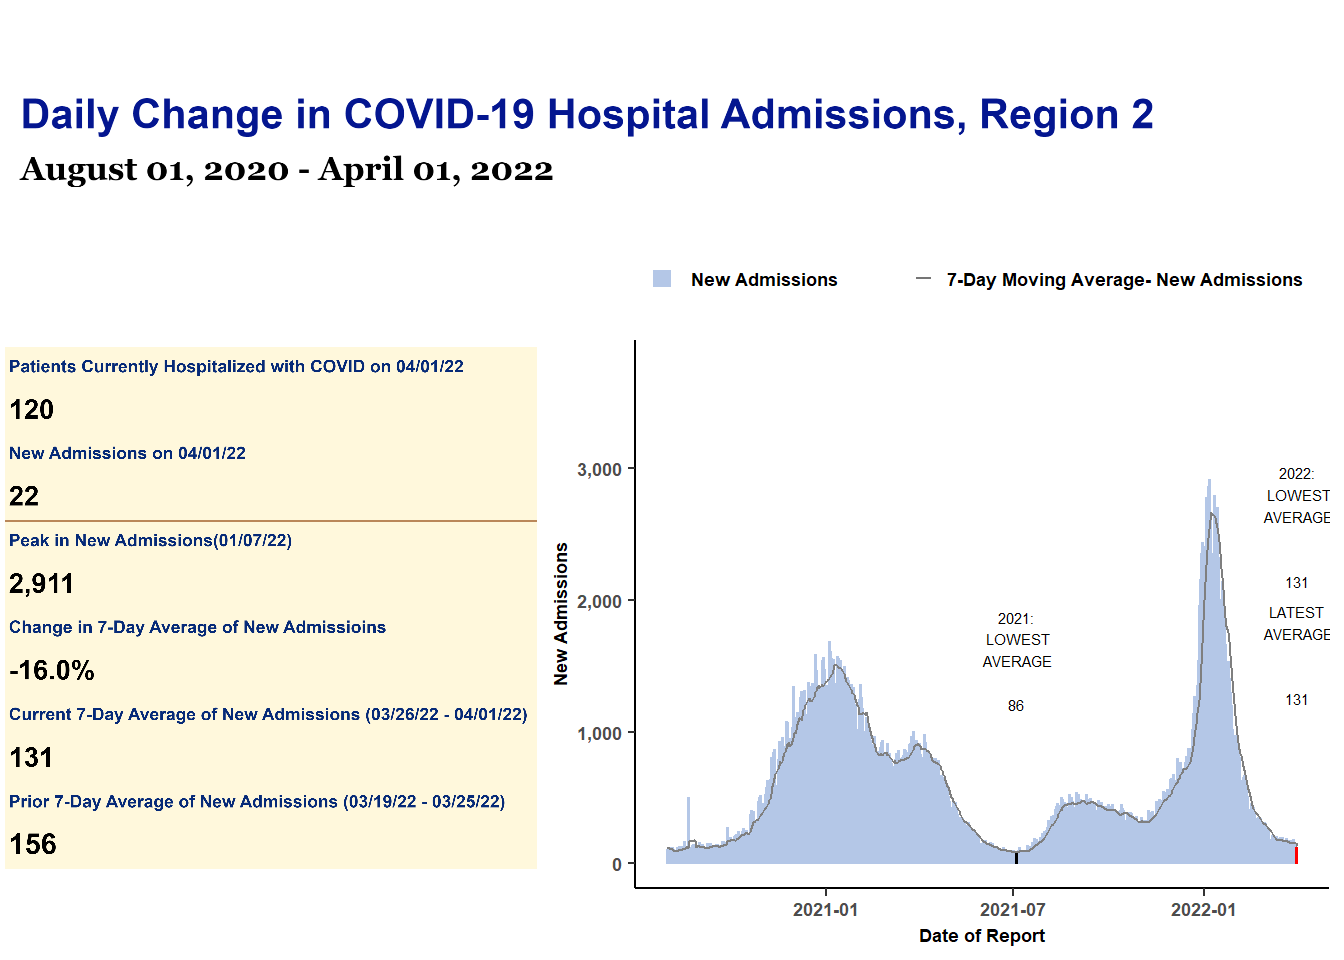 Daily Change in COVID-19 Hospital Admissions, Region 2
August 01, 2020 - April 01, 2022
New Admissions
7-Day Moving Average- New Admissions
Patients Currently Hospitalized with COVID on 04/01/22
120
New Admissions on 04/01/22
22
Peak in New Admissions(01/07/22)
2,911
Change in 7-Day Average of New Admissioins
-16.0%
Current 7-Day Average of New Admissions (03/26/22 - 04/01/22)
131
Prior 7-Day Average of New Admissions (03/19/22 - 03/25/22)
156
New Admissions
3,000
2,000
1,000
0
2021:
LOWEST
AVERAGE
86
2022:
LOWEST
AVERAGE
131
LATEST
AVERAGE
131
2021-01
2021-07
2022-01
Date of Report